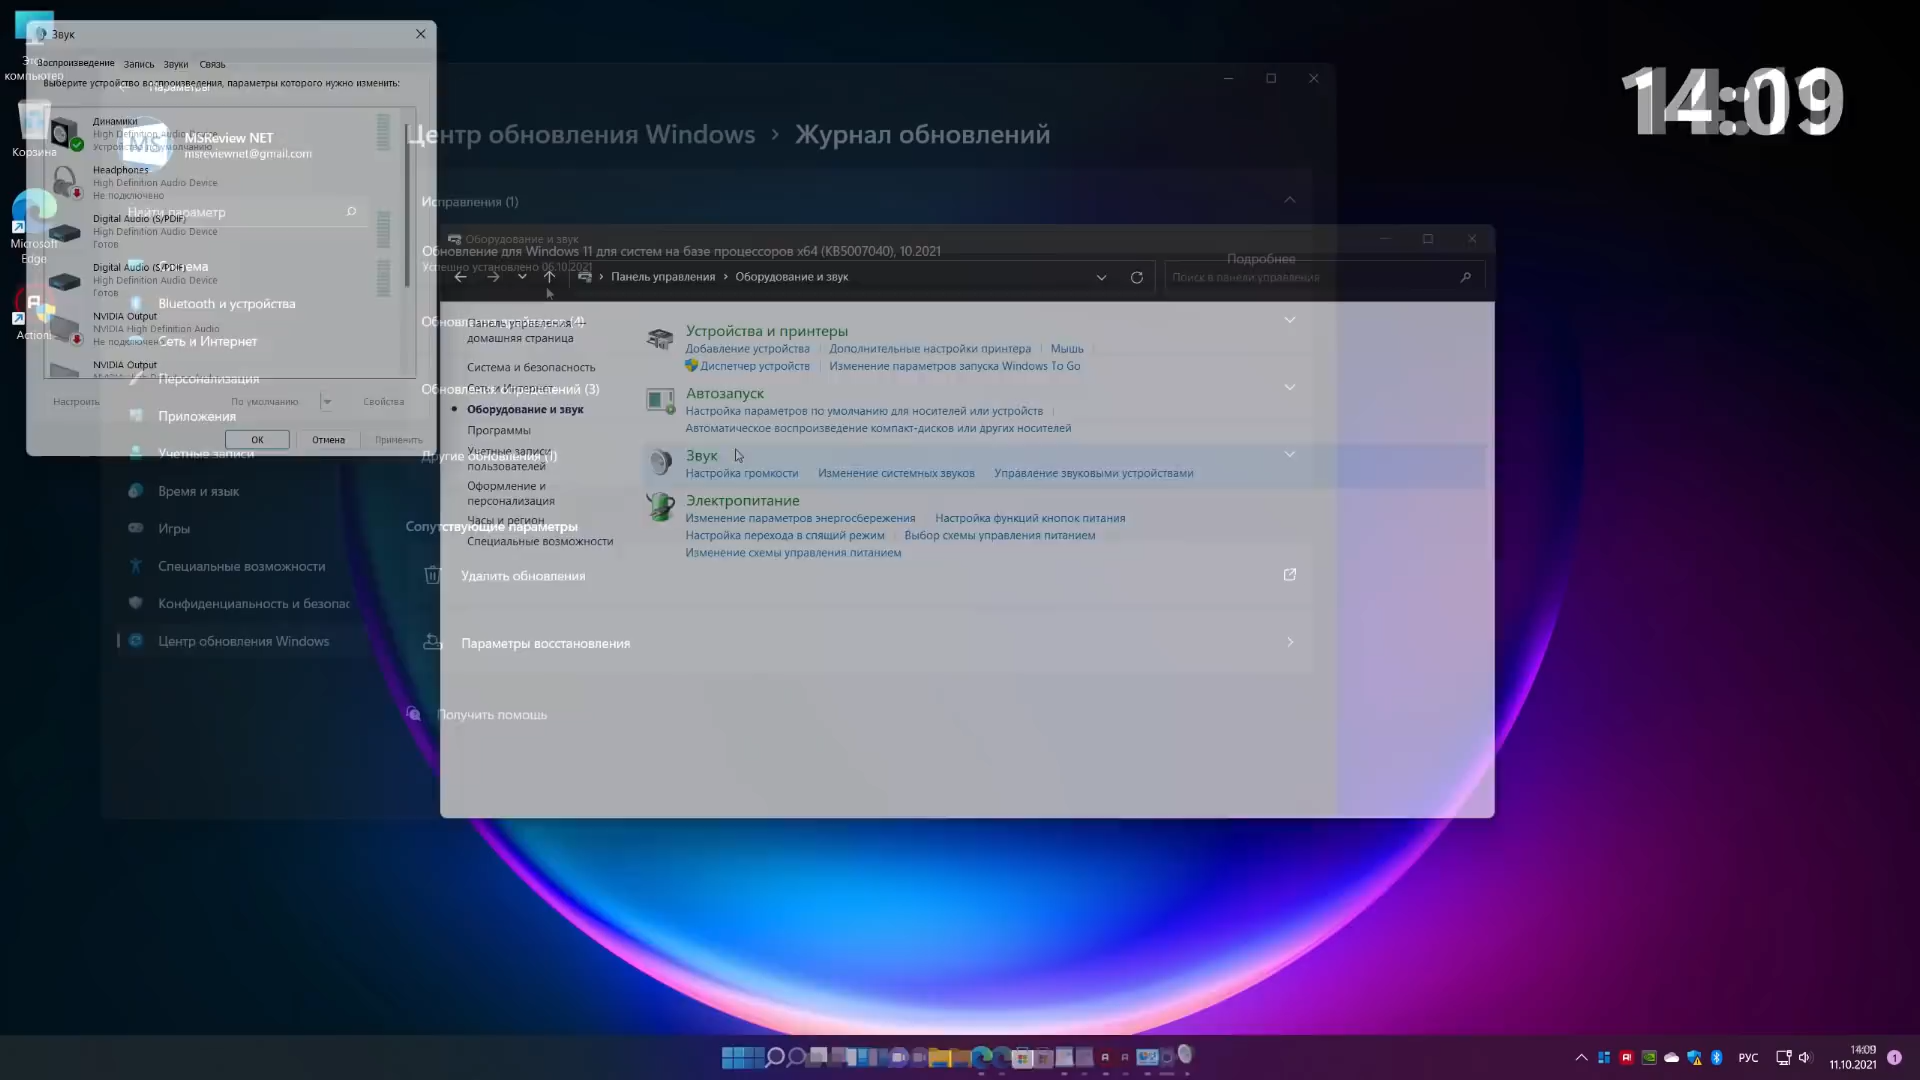 Звук
Воспроизведение Запись Звуки Связь
Выберите устройство воспроизведения, параметры которого нужно изменить:
Динамики
High Definition Audio Device
Устройство по умолчанию
Headphones
High Definition Audio Device
Не подключено
Digital Audio (S/PDIF)
High Definition Audio Device
Готов
Digital Audio (S/PDIF)
Готов
NVIDIA Output
NVIDIA High Definition Audio
Не подключено
NVIDIA Output
Настроить По умолчанию Свойства
OK Отмена Применить
Корзина
Microsoft
Edge
Action!
Параметры
MSReview NET
msreviewnet@gmail.com
Найти параметр
Система
Bluetooth и устройства
Сеть и Интернет
Персонализация
Приложения
Учетные записи
Время и язык
Игры
Специальные возможности
Конфиденциальность и безопас
Центр обновления Windows
Центр обновления Windows › Журнал обновлений
Исправления (1)
Обновление для Windows 11 для систем на базе процессоров x64 (KB5007040), 10.2021
Успешно установлено 06.10.2021
Подробнее
Обновления определений (3)
Другие обновления (1)
Сопутствующие параметры
Удалить обновления
Параметры восстановления
Получить помощь
Оборудование и звук
Панель управления › Оборудование и звук
Поиск в панели управления
Панель управления —
домашняя страница
Система и безопасность
Сеть и Интернет
Оборудование и звук
Программы
Учетные записи
пользователей
Оформление и
персонализация
Часы и регион
Специальные возможности
Устройства и принтеры
Добавление устройства Дополнительные настройки принтера Мышь
Диспетчер устройств Изменение параметров запуска Windows To Go
Автозапуск
Настройка параметров по умолчанию для носителей или устройств
Автоматическое воспроизведение компакт-дисков или других носителей
Звук
Настройка громкости Изменение системных звуков Управление звуковыми устройствами
Электропитание
Изменение параметров энергосбережения Настройка функций кнопок питания
Настройка перехода в спящий режим Выбор схемы управления питанием
Изменение схемы управления питанием
14:09
РУС
14:09
11.10.2021
1